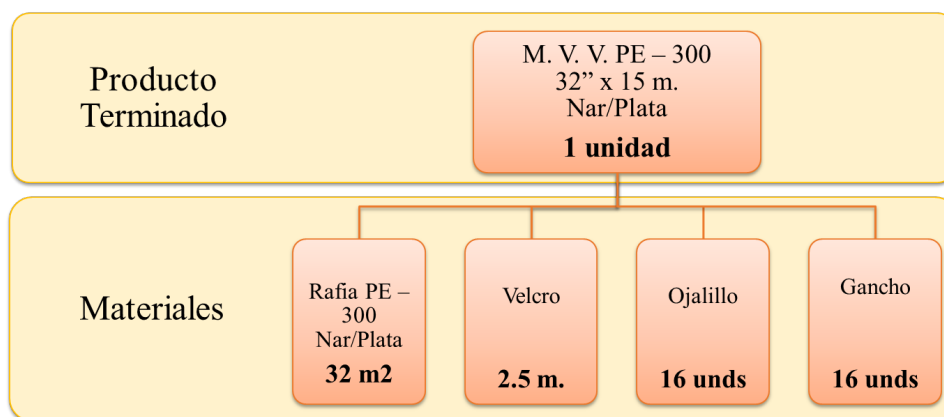 Producto
Terminado
M. V. V. PE – 300
32” x 15 m.
Nar/Plata
1 unidad
Materiales
Rafia PE –
300
Nar/Plata
32 m2
Velcro
2.5 m.
Ojalillo
16 unds
Gancho
16 unds